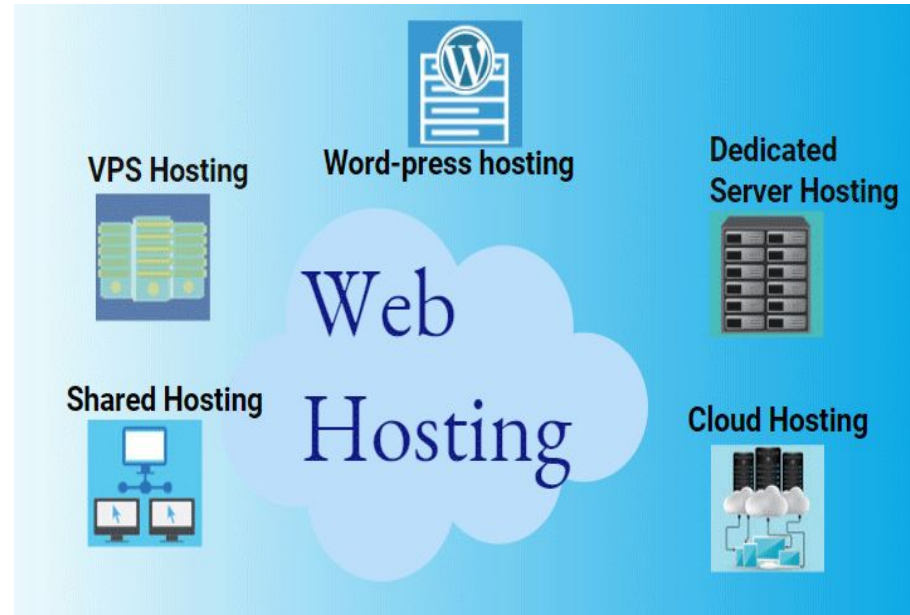 Word-press hosting
VPS Hosting
Dedicated
Server Hosting
Web
Hosting
Shared Hosting
Cloud Hosting